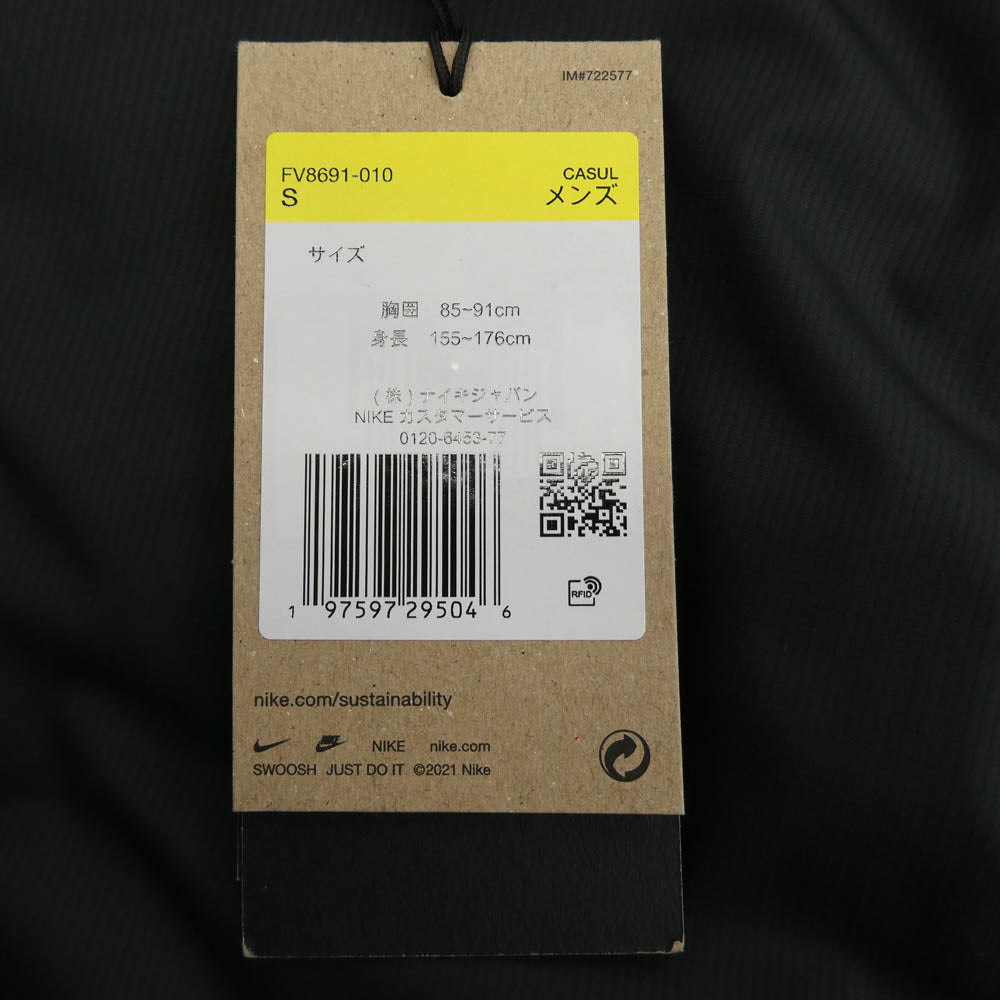 IM#722577
FV8691-010 CASUL
S メンズ
サイズ
胸囲 85~91cm
身長 155~176cm
(株)ナイキジャパン
NIKE カスタマーサービス
0120-6453-77
RFID
1 97597 29504 6
nike.com/sustainability
NIKE nike.com
SWOOSH JUST DO IT ©2021 Nike